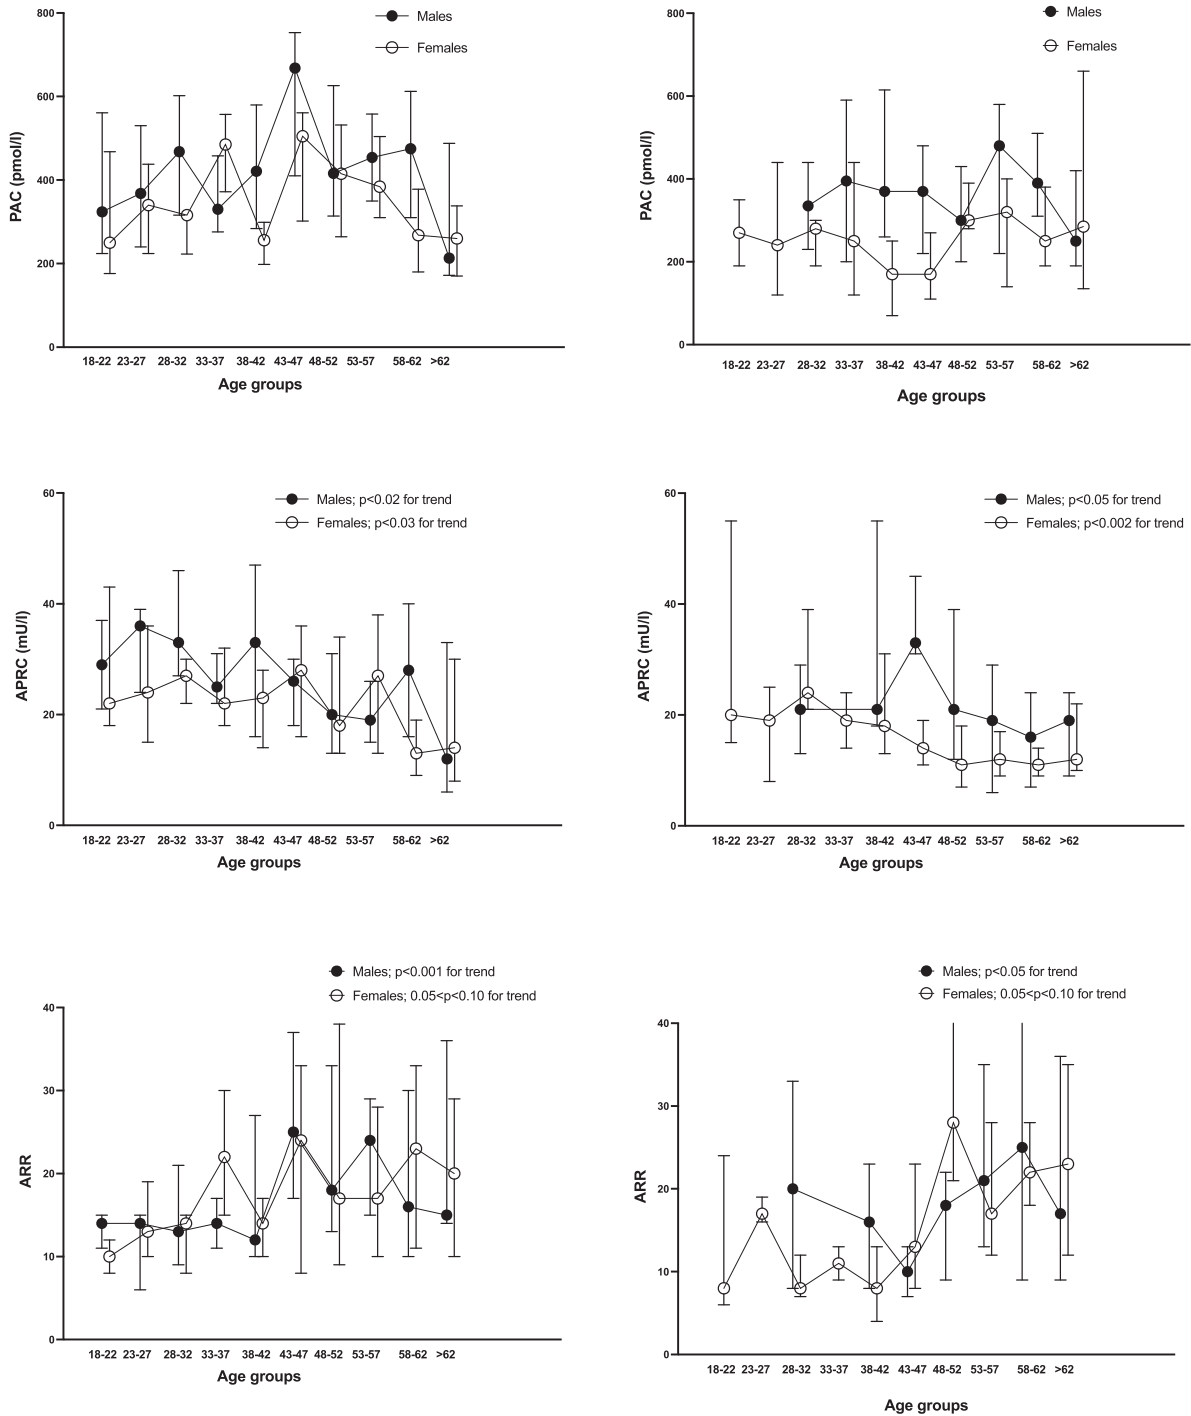 Males
Females
PAC (pmol/l)
800
600
400
200
0
18-22 23-27 28-32 33-37 38-42 43-47 48-52 53-57 58-62 >62
Age groups
Males
Females
PAC (pmol/l)
800
600
400
200
0
18-22 23-27 28-32 33-37 38-42 43-47 48-52 53-57 58-62 >62
Age groups
Males; p<0.02 for trend
Females; p<0.03 for trend
APRC (mU/l)
60
40
20
0
18-22 23-27 28-32 33-37 38-42 43-47 48-52 53-57 58-62 >62
Age groups
Males; p<0.05 for trend
Females; p<0.002 for trend
APRC (mU/l)
60
40
20
0
18-22 23-27 28-32 33-37 38-42 43-47 48-52 53-57 58-62 >62
Age groups
Males; p<0.001 for trend
Females; 0.05<p<0.10 for trend
ARR
40
30
20
10
0
18-22 23-27 28-32 33-37 38-42 43-47 48-52 53-57 58-62 >62
Age groups
Males; p<0.05 for trend
Females; 0.05<p<0.10 for trend
ARR
40
30
20
10
0
18-22 23-27 28-32 33-37 38-42 43-47 48-52 53-57 58-62 >62
Age groups